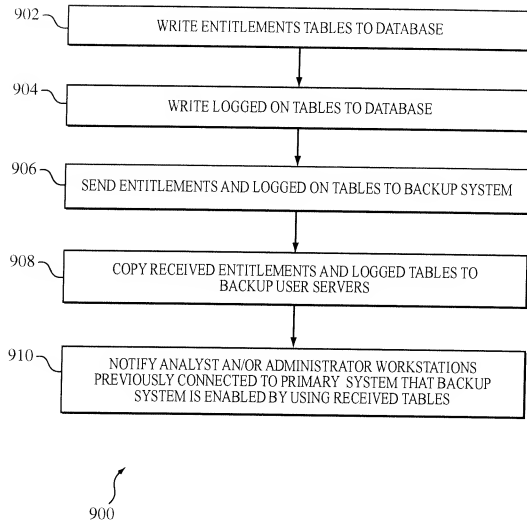 902
WRITE ENTITLEMENTS TABLES TO DATABASE
904
WRITE LOGGED ON TABLES TO DATABASE
906
SEND ENTITLEMENTS AND LOGGED ON TABLES TO BACKUP SYSTEM
908
COPY RECEIVED ENTITLEMENTS AND LOGGED TABLES TO
BACKUP USER SERVERS
910
NOTIFY ANALYST AN/OR ADMINISTRATOR WORKSTATIONS
PREVIOUSLY CONNECTED TO PRIMARY SYSTEM THAT BACKUP
SYSTEM IS ENABLED BY USING RECEIVED TABLES
900